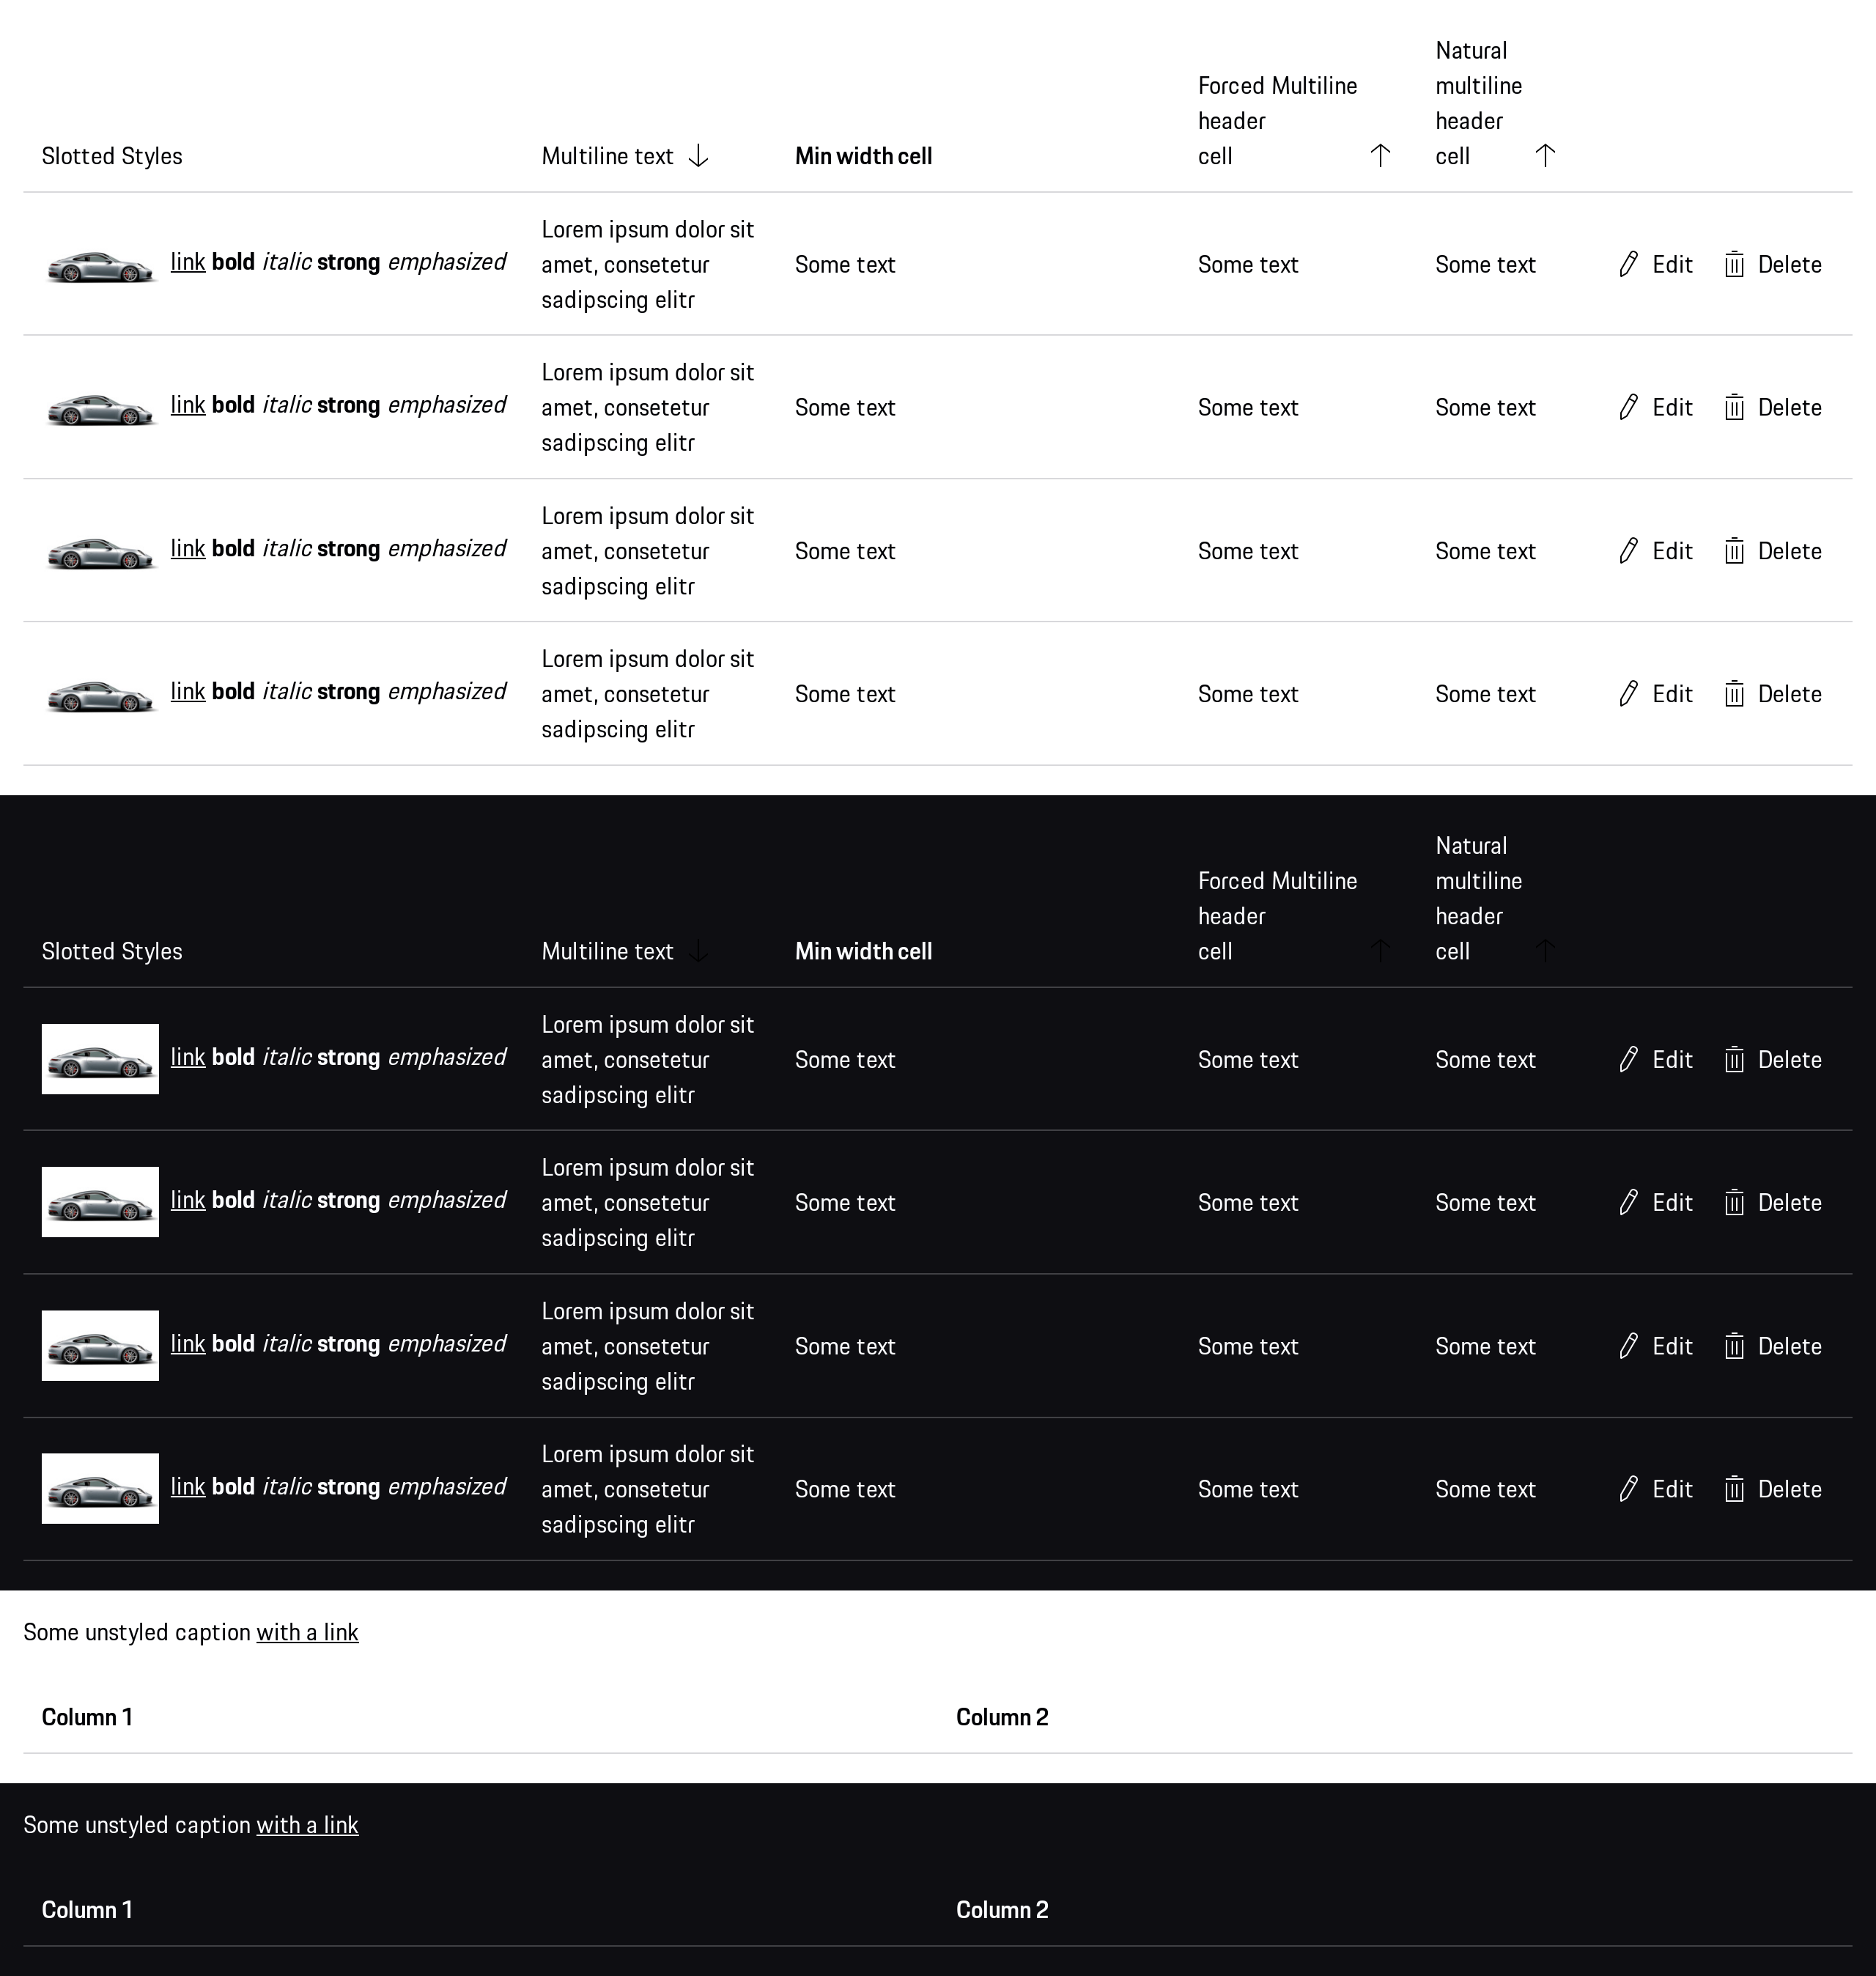 Slotted Styles
Multiline text
Min width cell
Forced Multiline
header
cell
Natural
multiline
header
cell
link bold italic strong emphasized
Lorem ipsum dolor sit
amet, consetetur
sadipscing elitr
Some text
Some text
Some text
Edit
Delete
link bold italic strong emphasized
Lorem ipsum dolor sit
amet, consetetur
sadipscing elitr
Some text
Some text
Some text
Edit
Delete
link bold italic strong emphasized
Lorem ipsum dolor sit
amet, consetetur
sadipscing elitr
Some text
Some text
Some text
Edit
Delete
link bold italic strong emphasized
Lorem ipsum dolor sit
amet, consetetur
sadipscing elitr
Some text
Some text
Some text
Edit
Delete
Slotted Styles
Multiline text
Min width cell
Forced Multiline
header
cell
Natural
multiline
header
cell
link bold italic strong emphasized
Lorem ipsum dolor sit
amet, consetetur
sadipscing elitr
Some text
Some text
Some text
Edit
Delete
link bold italic strong emphasized
Lorem ipsum dolor sit
amet, consetetur
sadipscing elitr
Some text
Some text
Some text
Edit
Delete
link bold italic strong emphasized
Lorem ipsum dolor sit
amet, consetetur
sadipscing elitr
Some text
Some text
Some text
Edit
Delete
link bold italic strong emphasized
Lorem ipsum dolor sit
amet, consetetur
sadipscing elitr
Some text
Some text
Some text
Edit
Delete
Some unstyled caption with a link
Column 1
Column 2
Some unstyled caption with a link
Column 1
Column 2